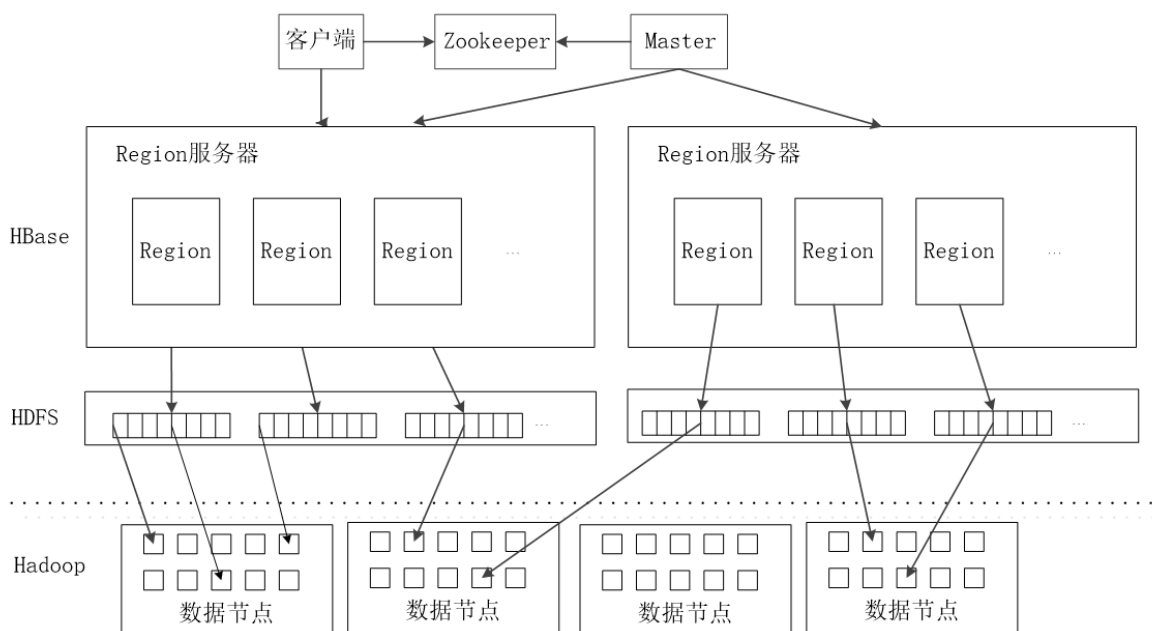 客户端 Zookeeper Master
Region服务器 Region服务器
HBase Region Region Region ... Region Region Region ...
HDFS ... ...
Hadoop
数据节点 数据节点 数据节点 数据节点